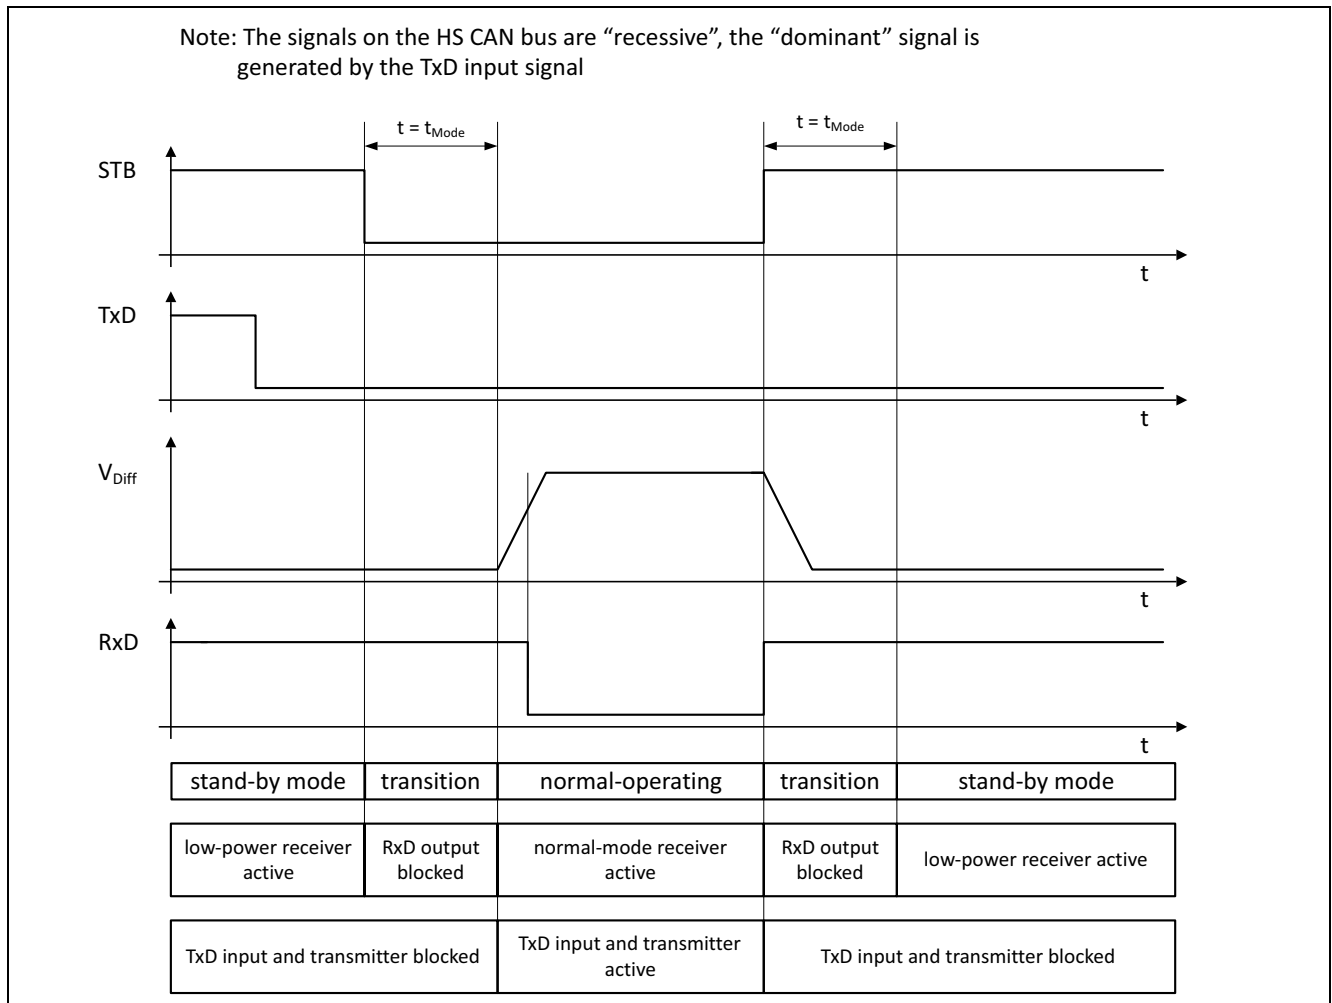 Note: The signals on the HS CAN bus are “recessive”, the “dominant” signal is
generated by the TxD input signal
t = tMode
t = tMode
STB
t
TxD
t
VDiff
t
RxD
t
stand-by mode
transition
normal-operating
transition
stand-by mode
low-power receiver
active
RxD output
blocked
normal-mode receiver
active
RxD output
blocked
low-power receiver active
TxD input and transmitter blocked
TxD input and transmitter
active
TxD input and transmitter blocked